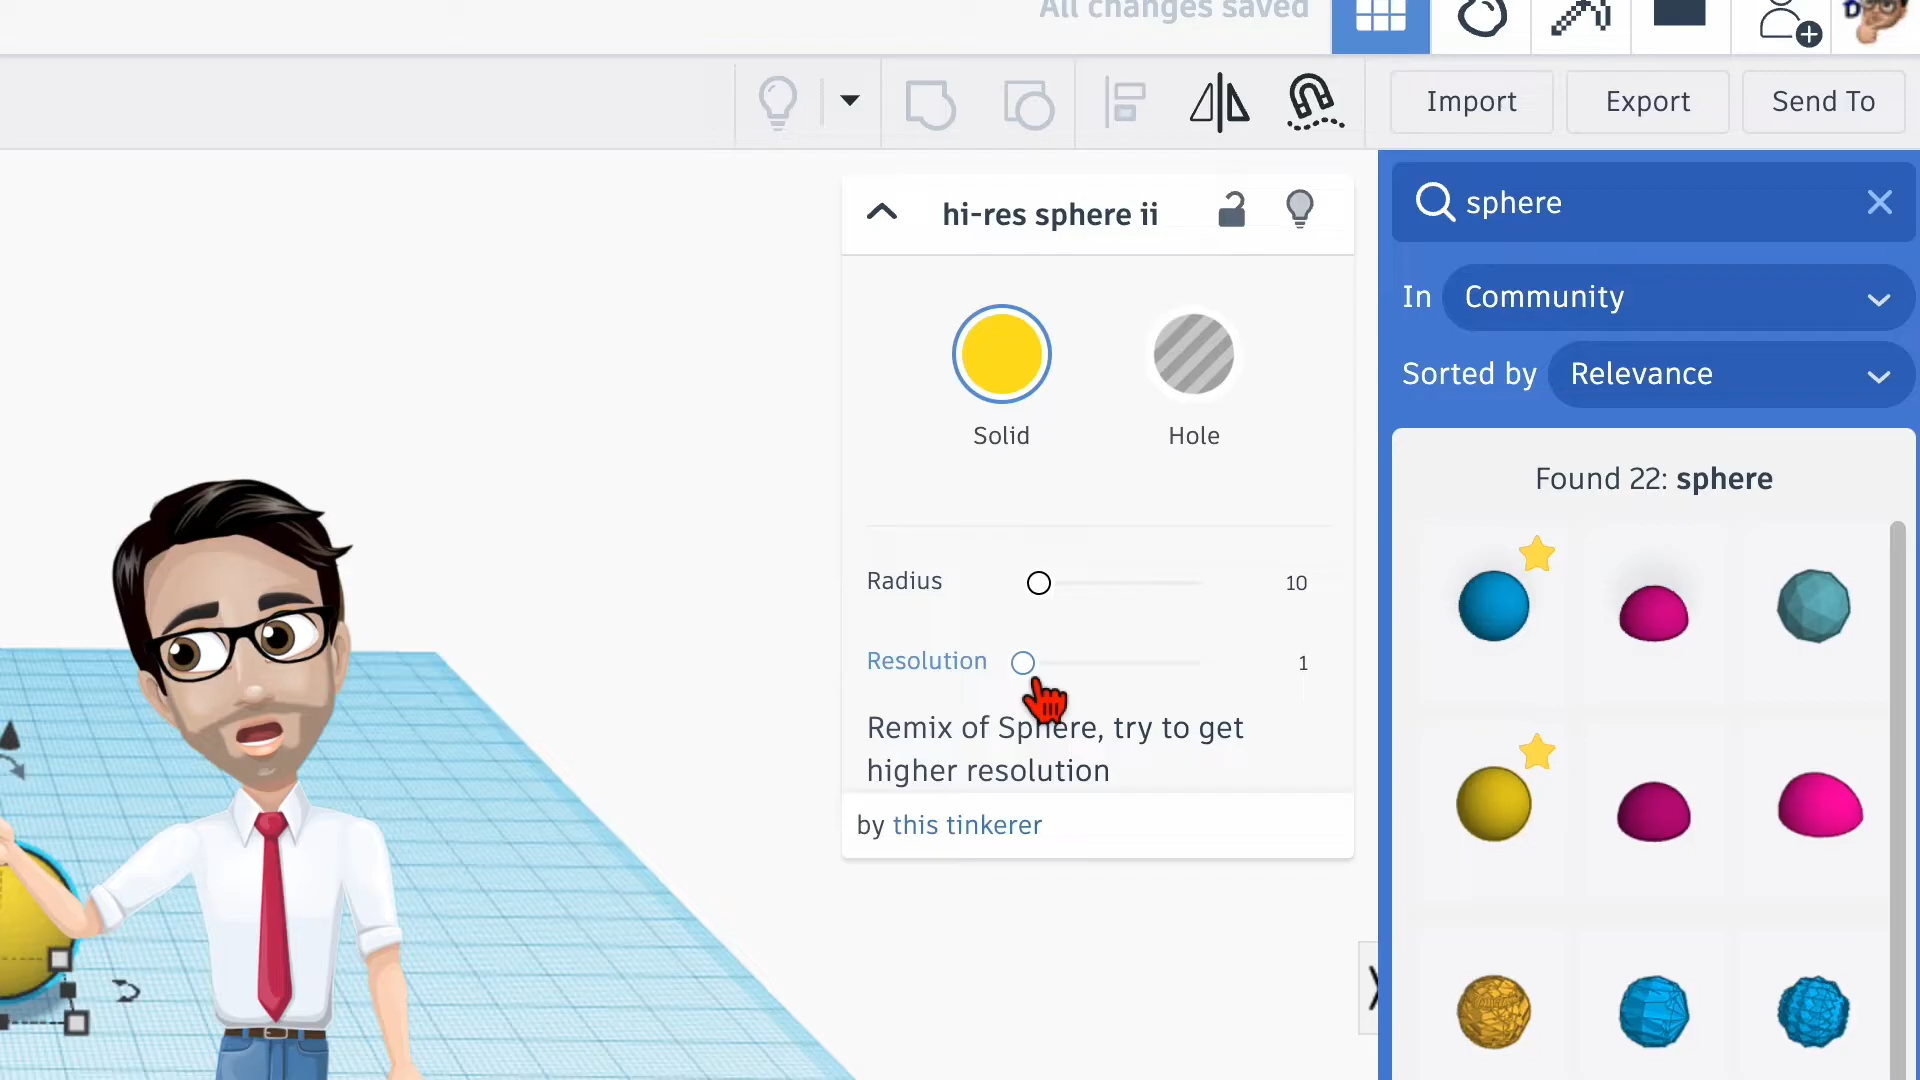 All changes saved
Import
Export
Send To
hi-res sphere ii
sphere
In Community
Sorted by Relevance
Solid
Hole
Found 22: sphere
Radius 10
Resolution 1
Remix of Sphere, try to get
higher resolution
by this tinkerer